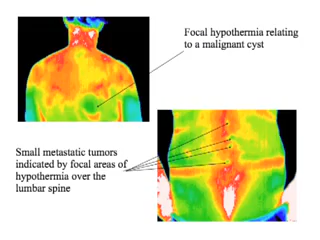 Focal hypothermia relating
to a malignant cyst
Small metastatic tumors
indicated by focal areas of
hypothermia over the
lumbar spine